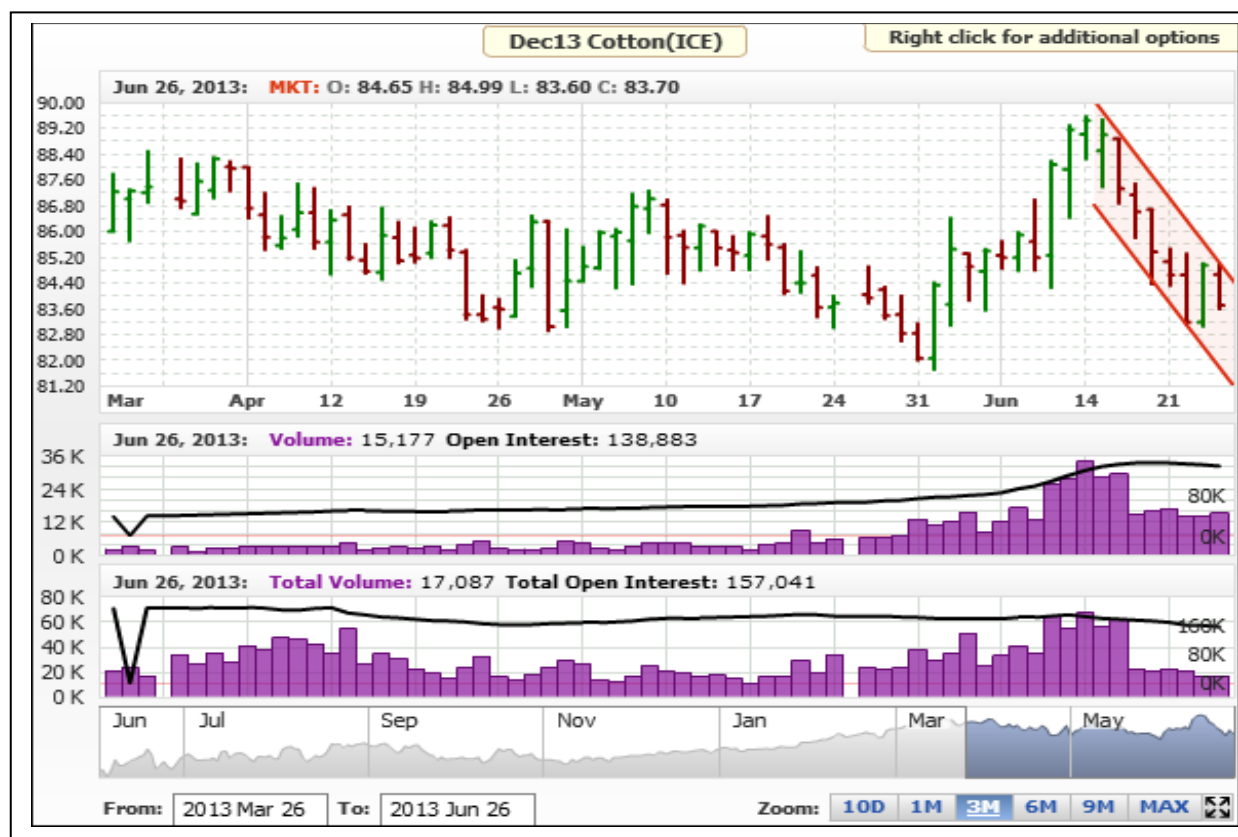 Dec13 Cotton(ICE)
Right click for additional options
Jun 26, 2013: MKT: O: 84.65 H: 84.99 L: 83.60 C: 83.70
90.00
89.20
88.40
87.60
86.80
86.00
85.20
84.40
83.60
82.80
82.00
81.20
Mar Apr 12 19 26 May 10 17 24 31 Jun 14 21
Jun 26, 2013: Volume: 15,177 Open Interest: 138,883
36 K
24 K
12 K
0 K
80K
0K
Jun 26, 2013: Total Volume: 17,087 Total Open Interest: 157,041
80 K
60 K
40 K
20 K
0 K
160K
80K
0K
Jun Jul Sep Nov Jan Mar May
From: 2013 Mar 26 To: 2013 Jun 26 Zoom: 10D 1M 3M 6M 9M MAX